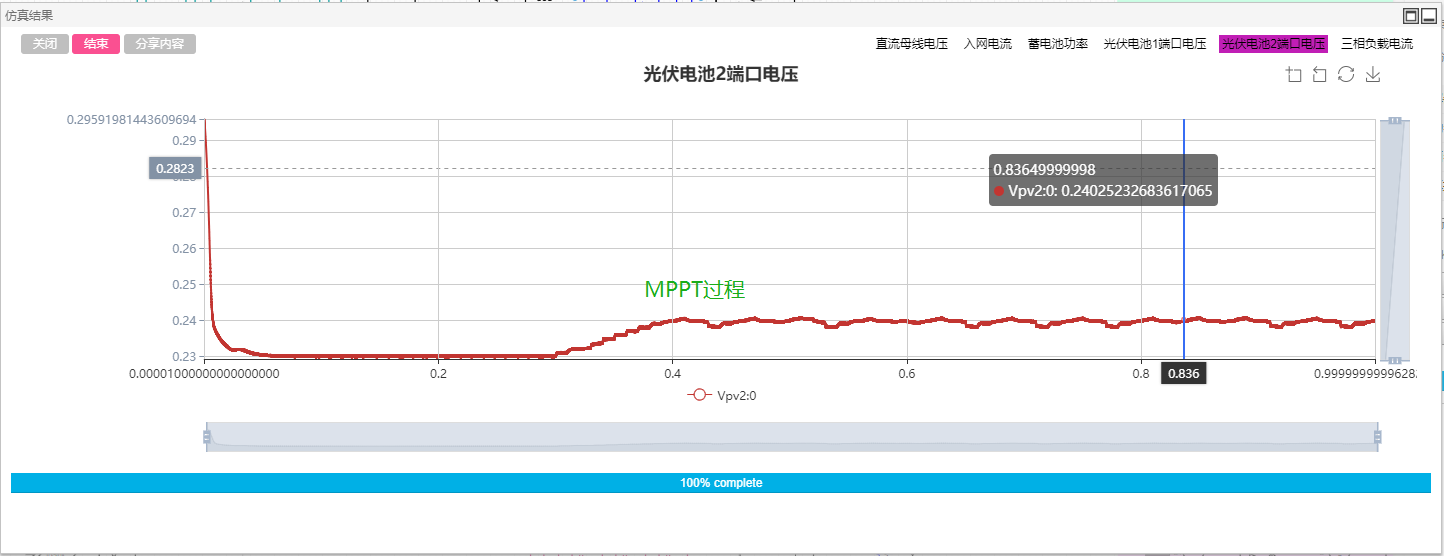 仿真结果
关闭 结束 分享内容 直流母线电压 入网电流 蓄电池功率 光伏电池1端口电压 光伏电池2端口电压 三相负载电流
光伏电池2端口电压
0.29591981443609694
0.29
0.2823
0.83649999998
Vpv2:0: 0.24025232683617065
0.27
0.26
0.25
MPPT过程
0.24
0.23
0.00001000000000000000 0.2 0.4 0.6 0.8 0.836 0.9999999999628
Vpv2:0
100% complete